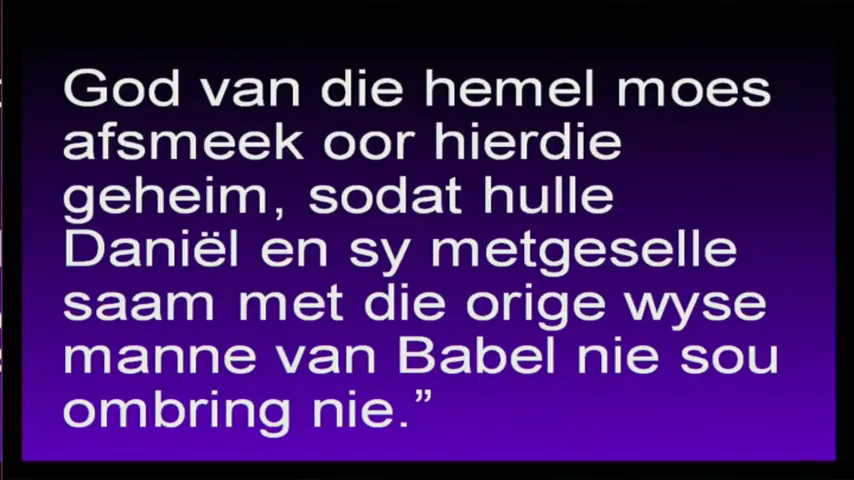 God van die hemel moes
afsmeek oor hierdie
geheim, sodat hulle
Daniël en sy metgeselle
saam met die orige wyse
manne van Babel nie sou
ombring nie.”